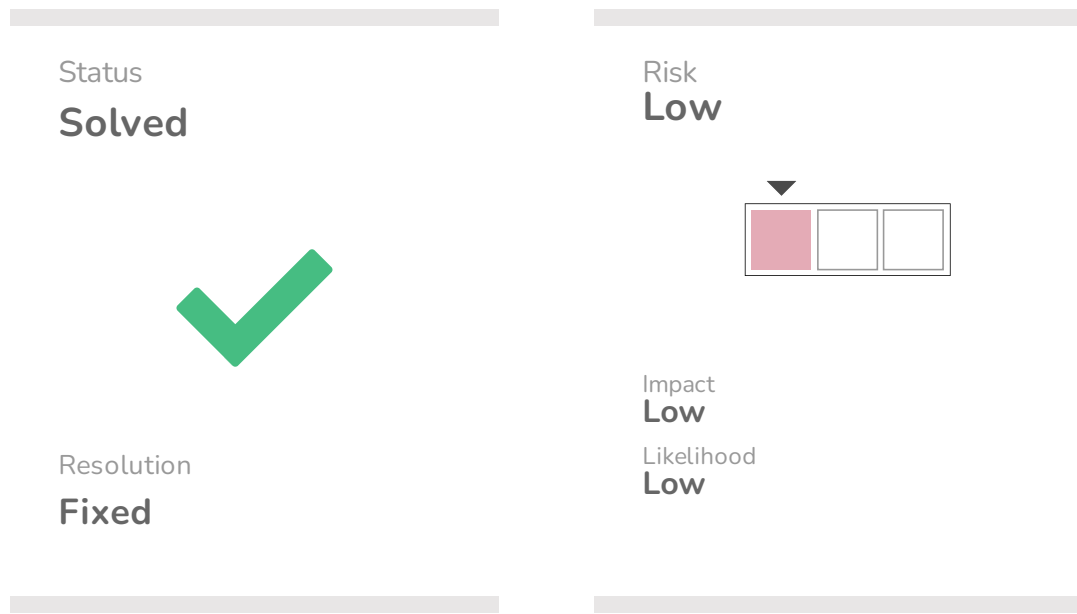 Status
Solved
Resolution
Fixed
Risk
Low
Impact
Low
Likelihood
Low